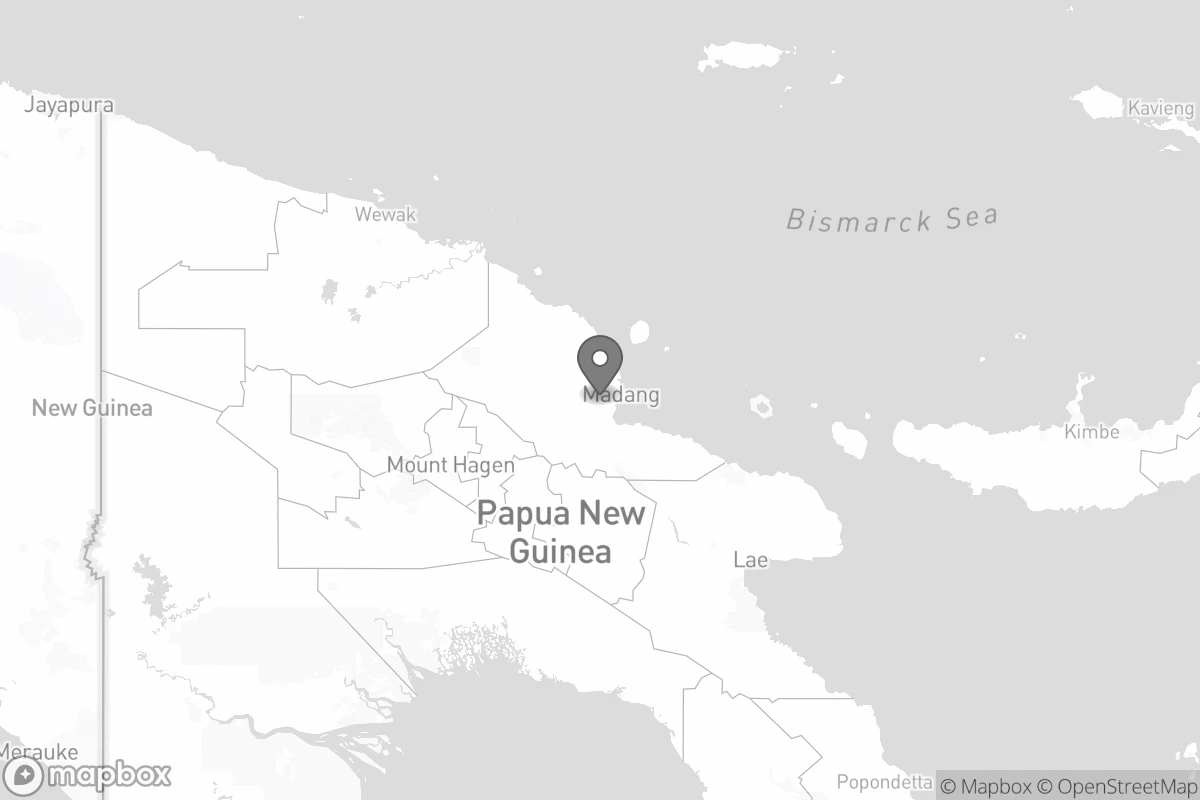 Jayapura
Kavieng
Wewak
Bismarck Sea
Madang
New Guinea
Kimbe
Mount Hagen
Papua New
Guinea
Lae
Merauke
Popondetta
mapbox
© Mapbox © OpenStreetMap